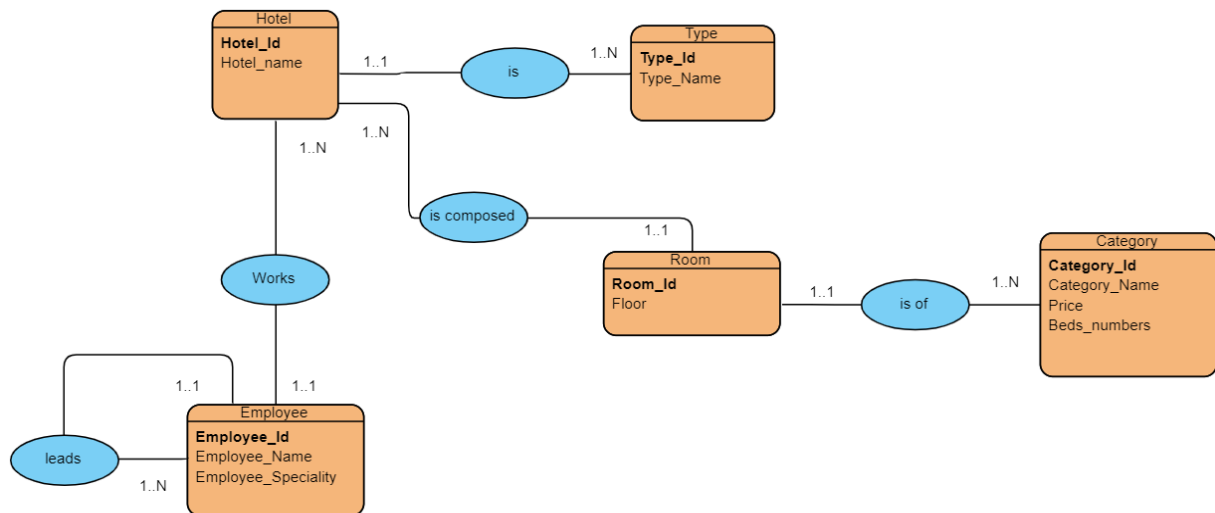 Hotel
Hotel_Id
Hotel_name
1..1
is
1..N
Type
Type_Id
Type_Name
1..N
1..N
is composed
1..1
Room
Room_Id
Floor
1..1
is of
1..N
Category
Category_Id
Category_Name
Price
Beds_numbers
Works
1..1
1..1
Employee
Employee_Id
Employee_Name
Employee_Speciality
leads
1..N